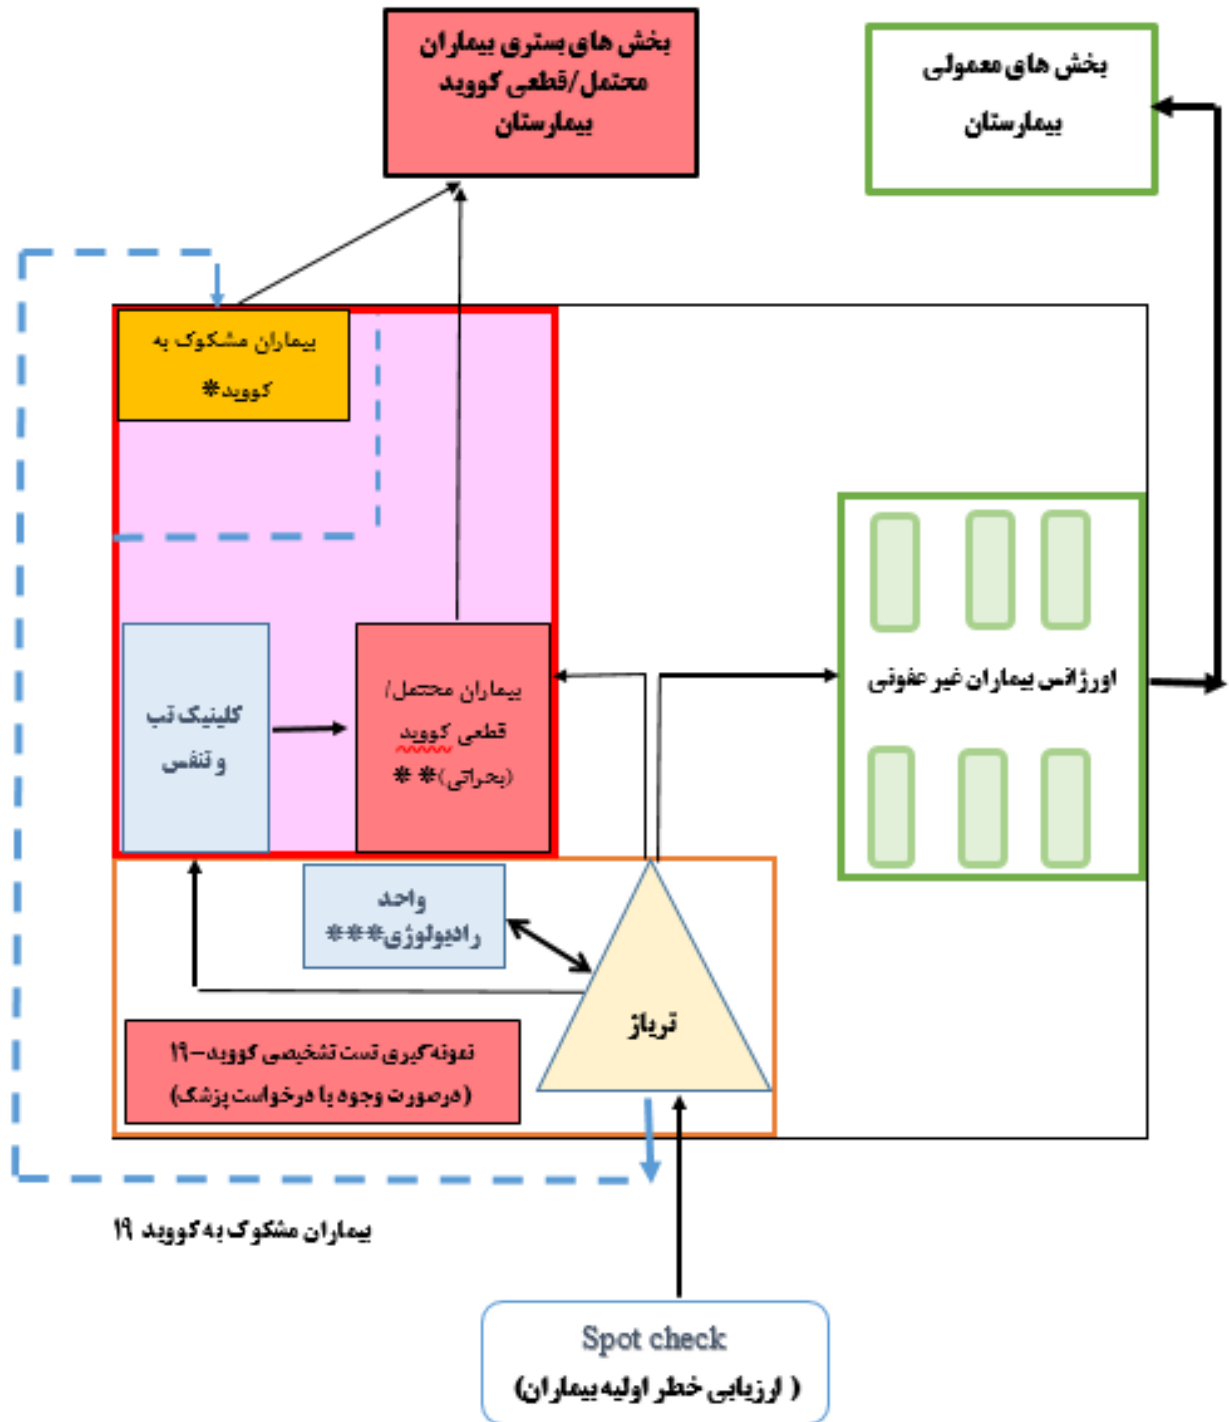 بخش های بستری بیماران
محتمل/قطعی کووید
بیمارستان
بخش های معمولی
بیمارستان
بیماران مشکوک به
کووید*
کلینیک تب
و تنفس
بیماران محتمل/
قطعی کووید
(بحرانی)**
اورژانس بیماران غیر عفونی
واحد
رادیولوژی***
تریاژ
نمونه گیری تست تشخیصی کووید-۱۹
(درصورت وجود یا درخواست پزشک)
بیماران مشکوک به کووید ۱۹
Spot check
( ارزیابی خطر اولیه بیماران)